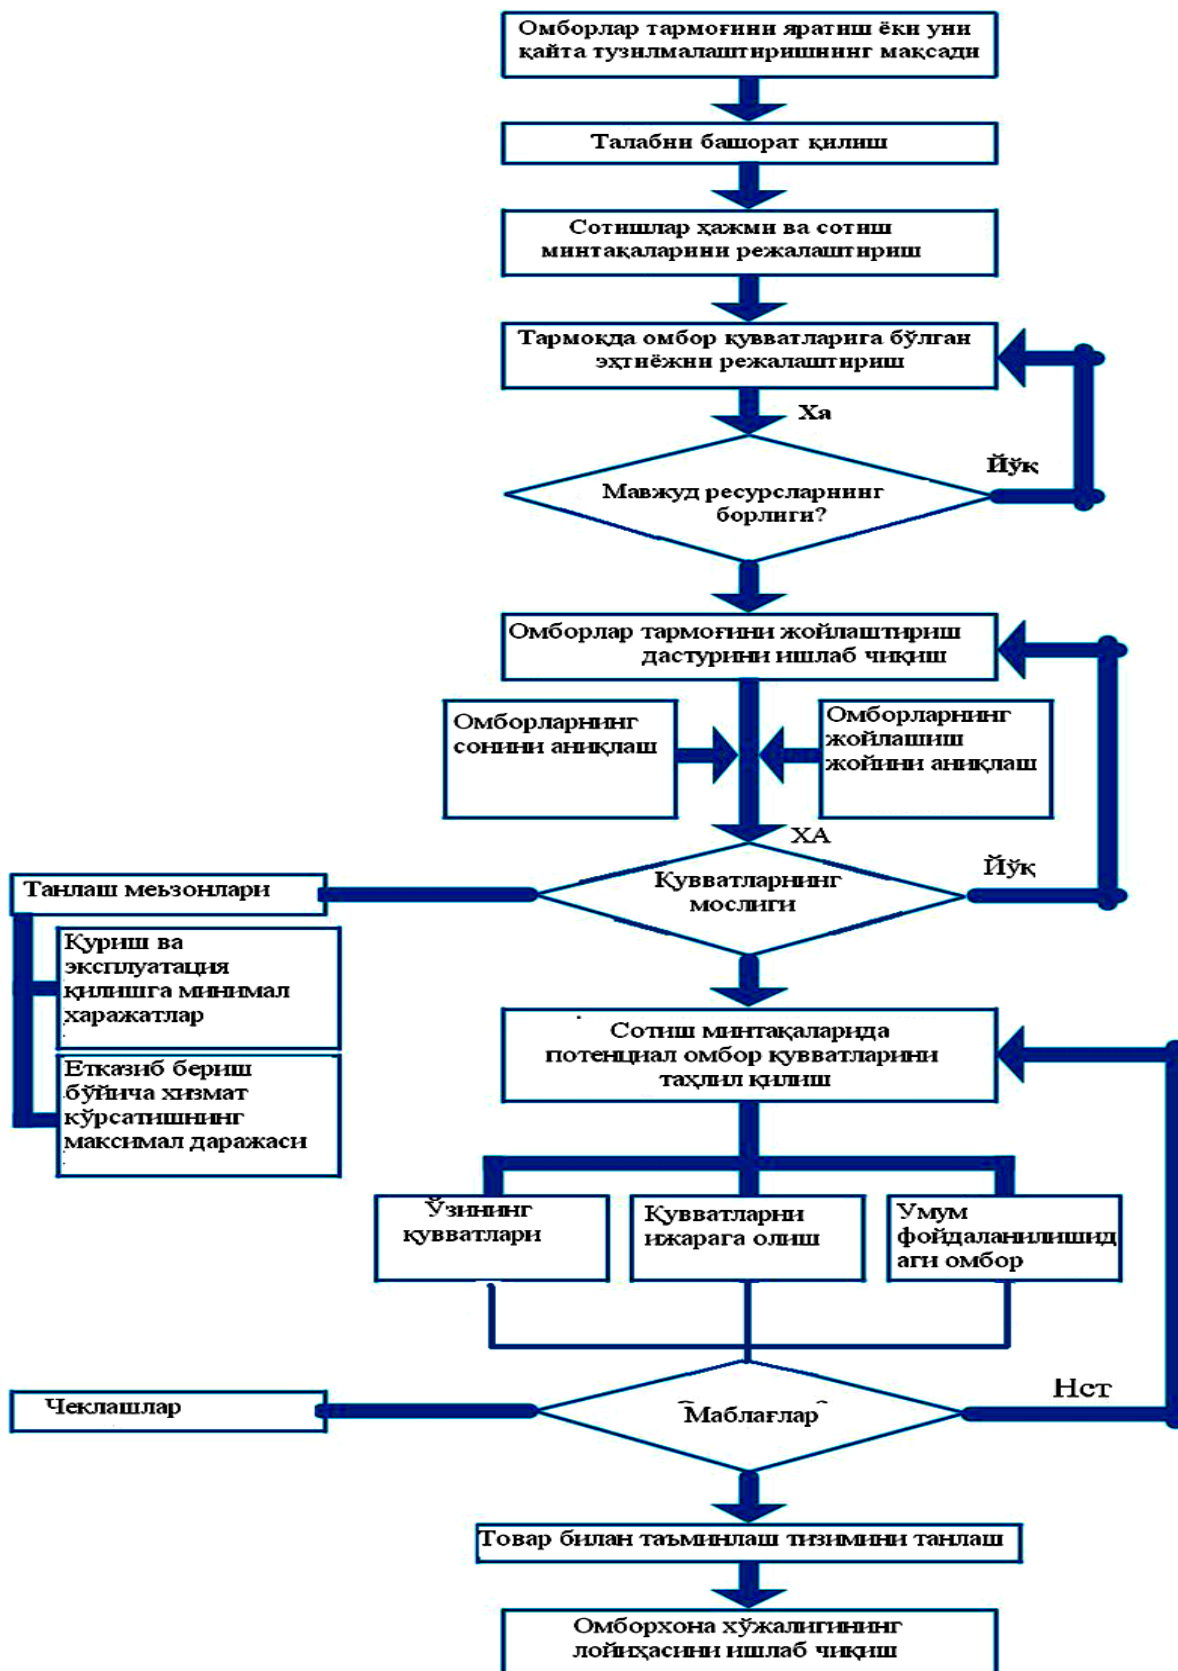 Омборлар тармоғини яратиш ёки уни
қайта тузилмалаштиришнинг мақсади
Талабни башорат қилиш
Сотишлар ҳажми ва сотиш
минтақаларини режалаштириш
Тармоқда омбор қувватларига бўлган
эҳтиёжни режалаштириш
Ха
Йўқ
Мавжуд ресурсларнинг
борлиги?
Омборлар тармоғини жойлаштириш
дастурини ишлаб чиқиш
Омборларнинг
сонини аниқлаш
Омборларнинг
жойлашиш
жойини аниқлаш
ХА
Йўқ
Қувватларнинг
мослиги
Танлаш меьзонлари
Қуриш ва
эксплуатация
қилишга минимал
харажатлар
Етказиб бериш
бўйича хизмат
кўрсатишнинг
максимал даражаси
Сотиш минтақаларида
потенциал омбор қувватларини
таҳлил қилиш
Ўзининг
қувватлари
Қувватларни
ижарага олиш
Умум
фойдаланилишид
аги омбор
Чеклашлар
Маблағлар
Нет
Товар билан таъминлаш тизимини танлаш
Омборхона хўжалигининг
лойиҳасини ишлаб чиқиш